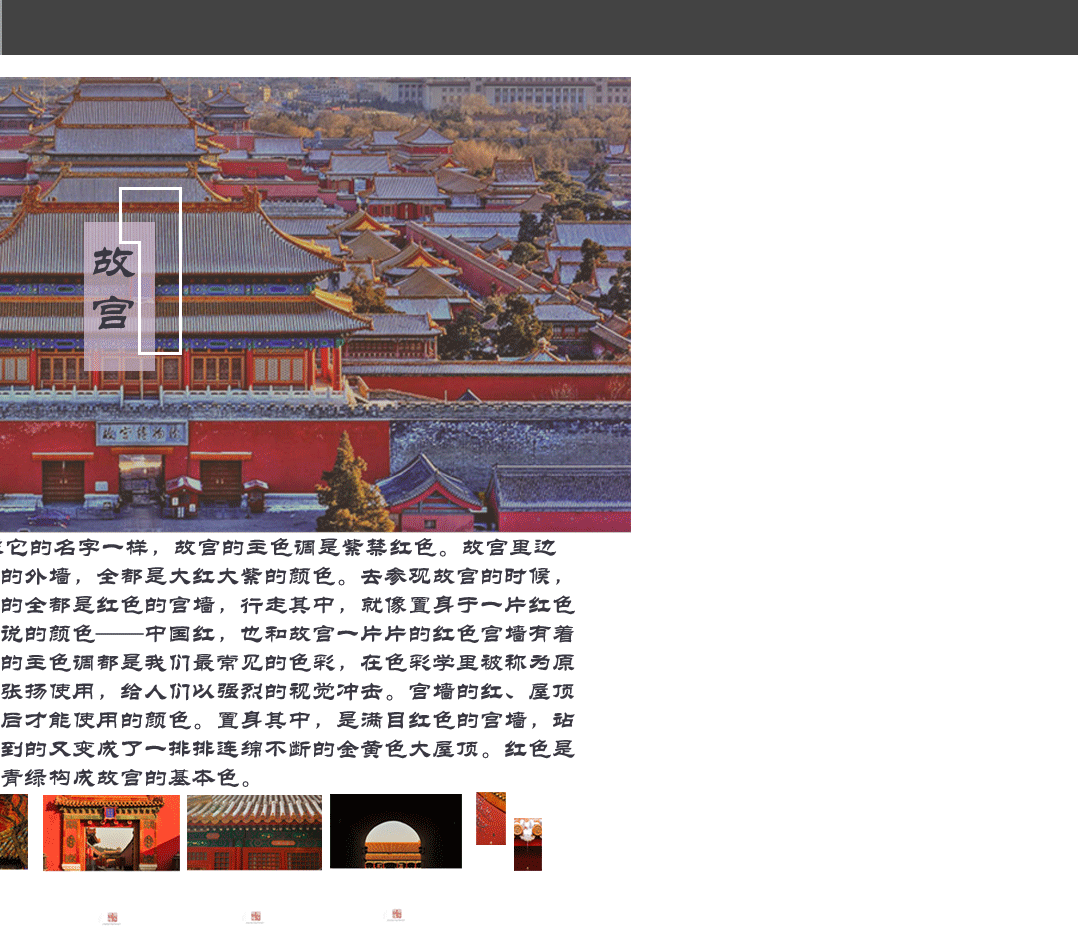 故
宫
故宫博物院
它的名字一样，故宫的主色调是紫禁红色。故宫里边
的外墙，全都是大红大紫的颜色。去参观故宫的时候，
的全都是红色的宫墙，行走其中，就像置身于一片红色
说的颜色——中国红，也和故宫一片片的红色宫墙有着
的主色调都是我们最常见的色彩，在色彩学里被称为原
张扬使用，给人们以强烈的视觉冲击。宫墙的红、屋顶
后才能使用的颜色。置身其中，是满目红色的宫墙，站
到的又变成了一排排连绵不断的金黄色大屋顶。红色是
青绿构成故宫的基本色。